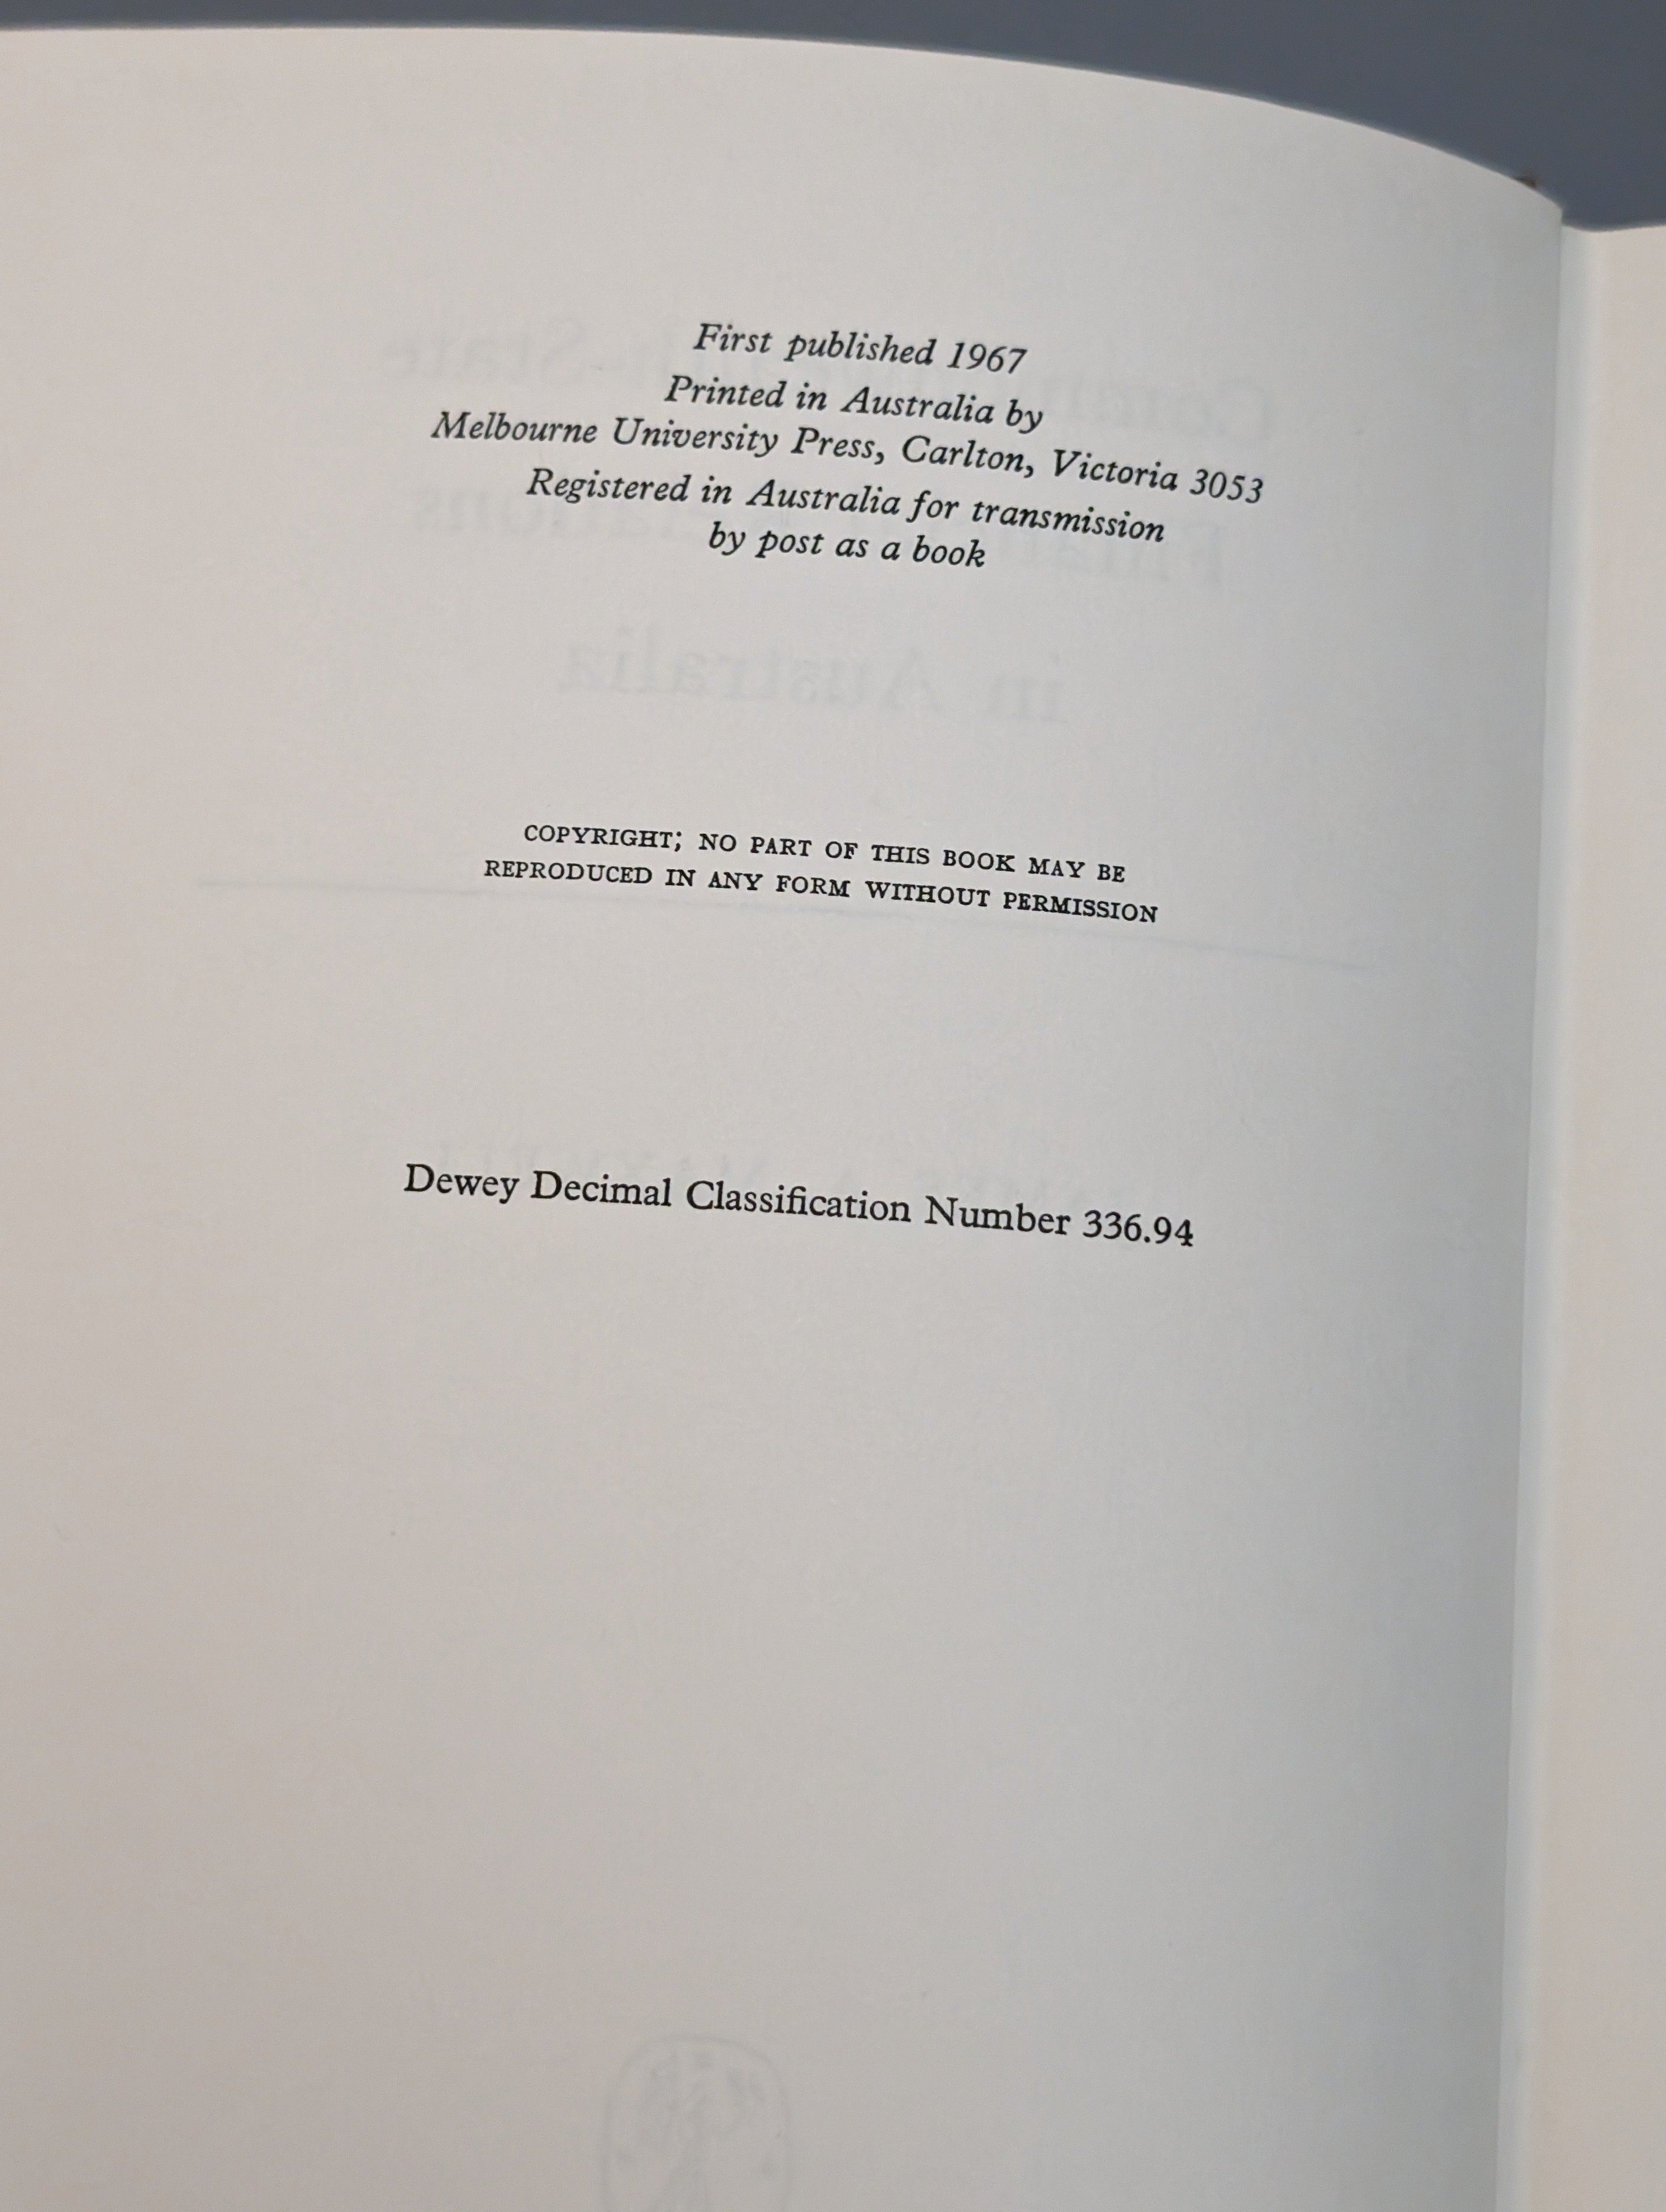 First published 1967
Printed in Australia by
Melbourne University Press, Carlton, Victoria 3053
Registered in Australia for transmission
by post as a book
COPYRIGHT; NO PART OF THIS BOOK MAY BE
REPRODUCED IN ANY FORM WITHOUT PERMISSION
Dewey Decimal Classification Number 336.94